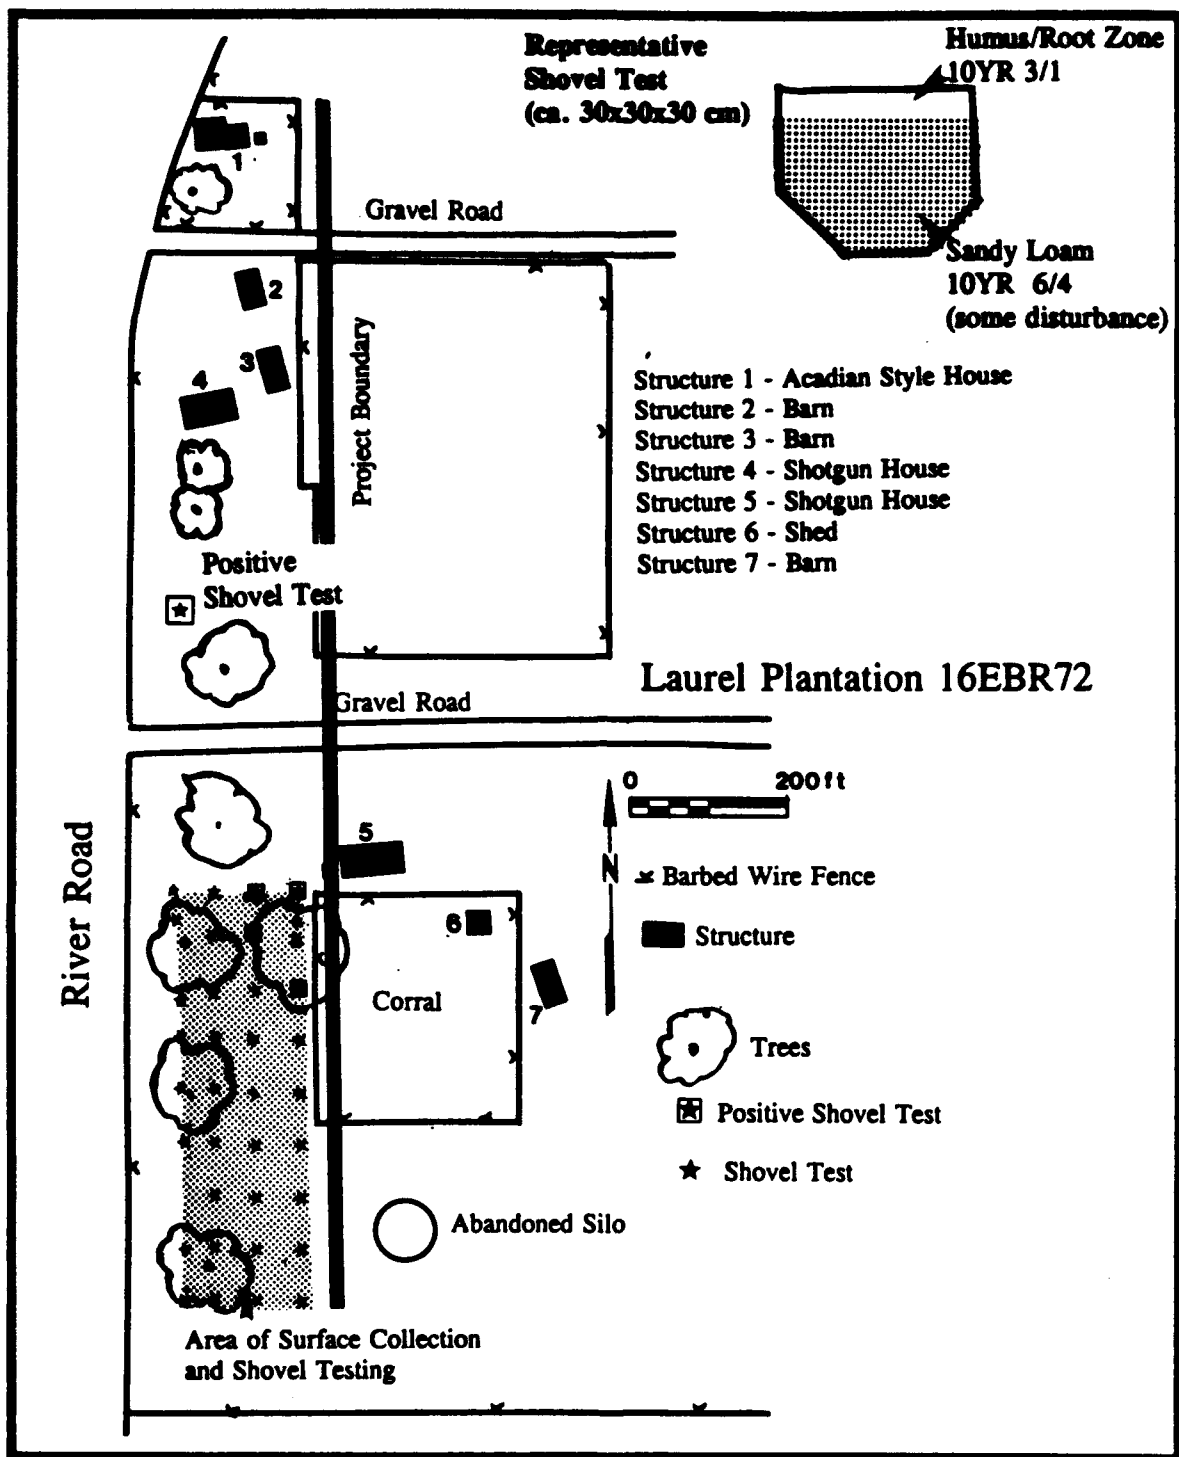 Representative
Shovel Test
(ca. 30x30x30 cm)
Humus/Root Zone
10YR 3/1
Sandy Loam
10YR 6/4
(some disturbance)
1
Gravel Road
2
3
4
Project Boundary
Structure 1 - Acadian Style House
Structure 2 - Barn
Structure 3 - Barn
Structure 4 - Shotgun House
Structure 5 - Shotgun House
Structure 6 - Shed
Structure 7 - Barn
Positive
Shovel Test
Laurel Plantation 16EBR72
Gravel Road
0 200ft
River Road
5
N
Barbed Wire Fence
6
Structure
Corral
7
Trees
Positive Shovel Test
Shovel Test
Abandoned Silo
Area of Surface Collection
and Shovel Testing